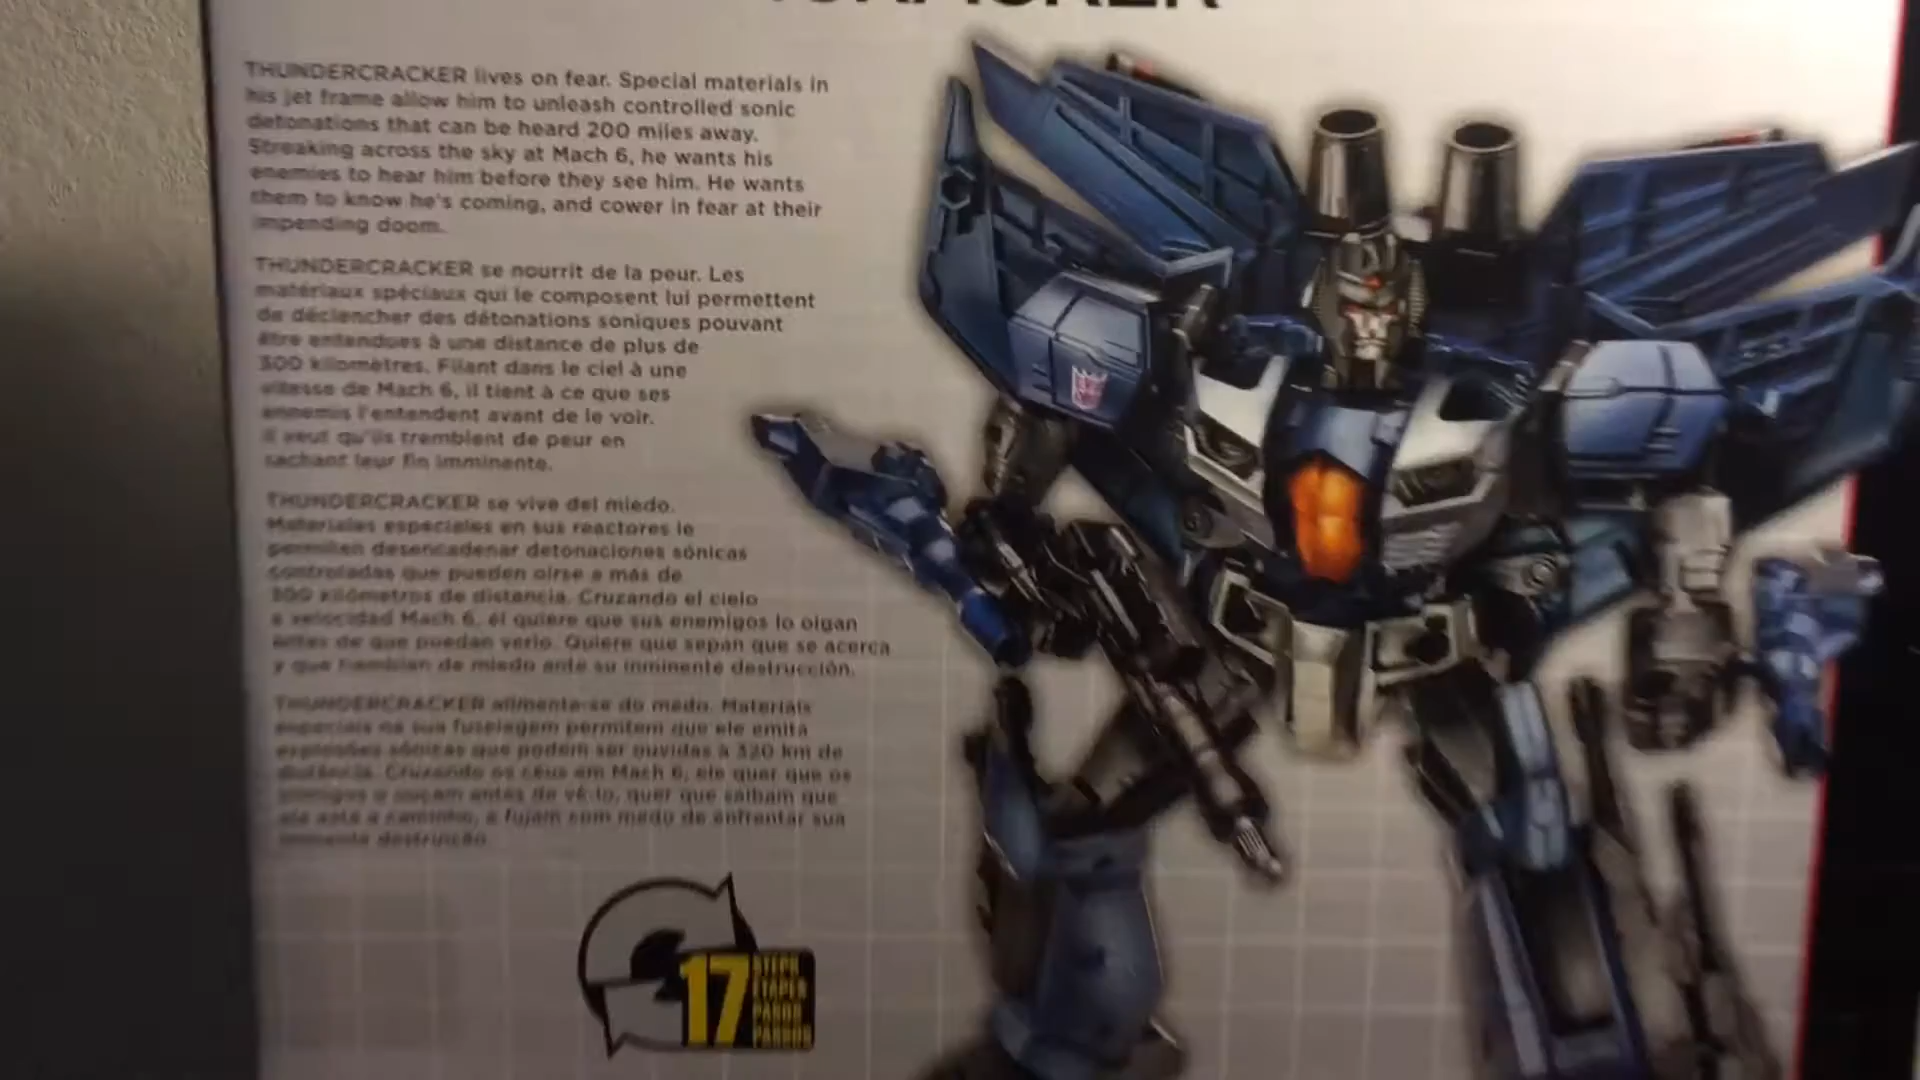 THUNDERCRACKER lives on fear. Special materials in
his jet frame allow him to unleash controlled sonic
detonations that can be heard 200 miles away.
Streaking across the sky at Mach 6, he wants his
enemies to hear him before they see him. He wants
them to know he's coming, and cower in fear at their
impending doom.
THUNDERCRACKER se nourrit de la peur. Les
matériaux spéciaux qui le composent lui permettent
de déclencher des détonations soniques pouvant
être entendues à une distance de plus de
300 kilomètres. Filant dans le ciel à une
vitesse de Mach 6, il tient à ce que ses
ennemis l'entendent avant de le voir.
Il veut qu'ils tremblent de peur en
sachant leur fin imminente.
THUNDERCRACKER se vive del miedo.
Materiales especiales en sus reactores le
permiten desencadenar detonaciones sónicas
controladas que pueden oirse a más de
300 kilómetros de distancia. Cruzando el cielo
a velocidad Mach 6, él quiere que sus enemigos lo oigan
antes de que puedan verlo. Quiere que sepan que se acerca
y que tiemblen de miedo ante su inminente destrucción.
THUNDERCRACKER alimenta-se do medo. Materiais
especiais na sua fuselagem permitem que ele emita
explosões sônicas que podem ser ouvidas a 320 km de
distância. Cruzando os céus em Mach 6, ele quer que os
inimigos o ouçam antes de vê-lo, quer que saibam que
ele está a caminho, e fujam com medo de enfrentar sua
iminente destruição.
17
STEPS
ÉTAPES
PASOS
PASSOS